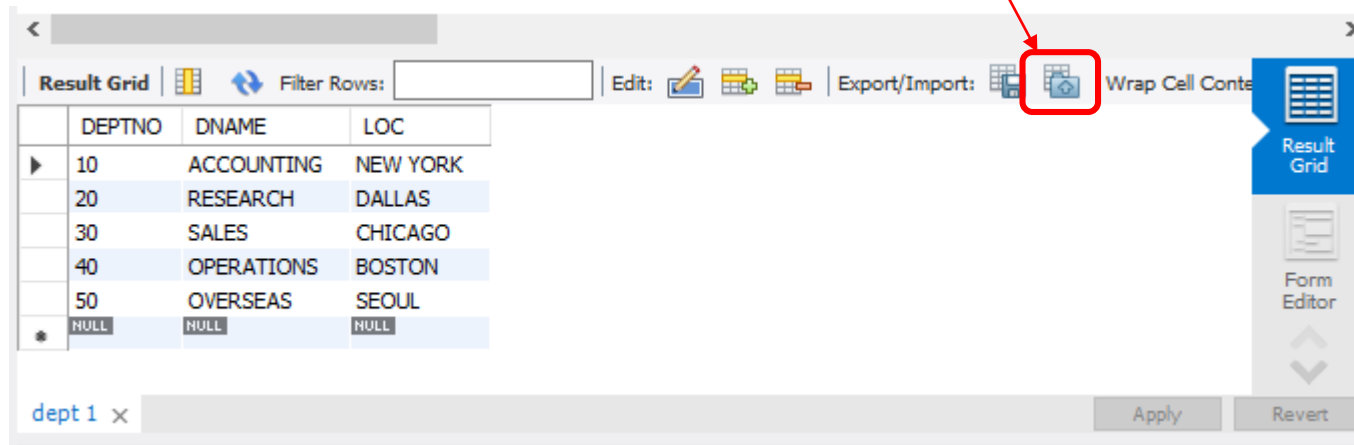 Result Grid Filter Rows: Edit: Export/Import: Wrap Cell Conte
Result
Grid
DEPTNO DNAME LOC
10 ACCOUNTING NEW YORK
20 RESEARCH DALLAS
30 SALES CHICAGO
40 OPERATIONS BOSTON
50 OVERSEAS SEOUL
NULL NULL NULL
Form
Editor
dept 1 Apply Revert